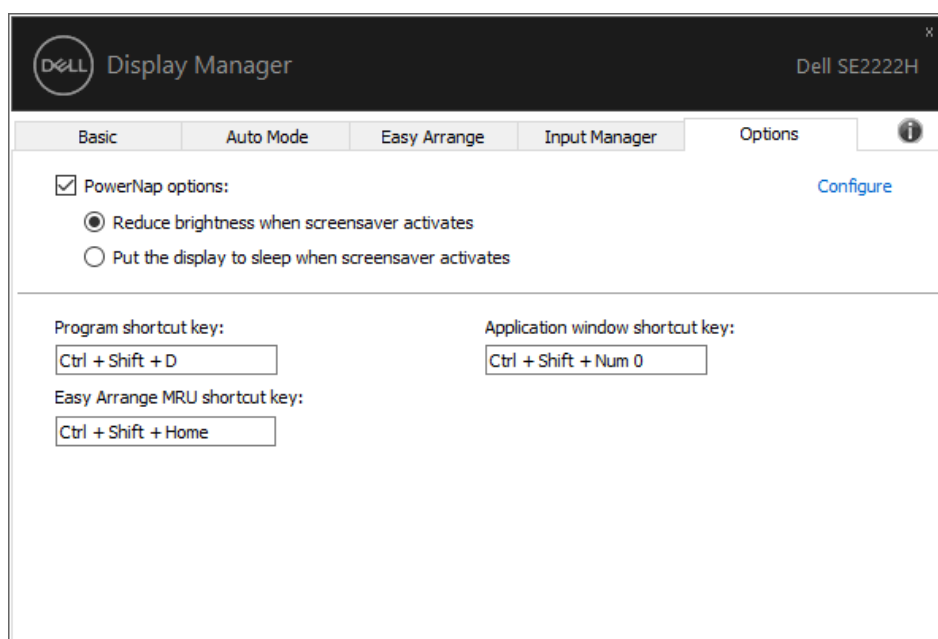 x
DELL Display Manager
Dell SE2222H
Basic Auto Mode Easy Arrange Input Manager Options i
PowerNap options:
Configure
Reduce brightness when screensaver activates
Put the display to sleep when screensaver activates
Program shortcut key:
Application window shortcut key:
Ctrl + Shift + D
Ctrl + Shift + Num 0
Easy Arrange MRU shortcut key:
Ctrl + Shift + Home